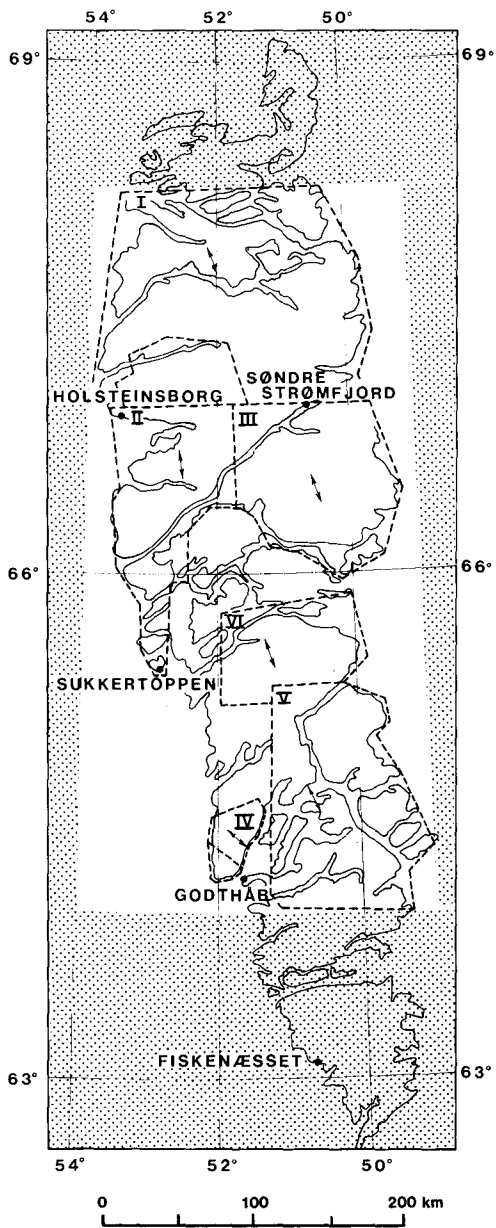 54° 52° 50°
69° 69°
I
SØNDRE
HOLSTEINSBORG STRØMFJORD
II III
66° 66°
VI
SUKKERTOPPEN
V
IV
GODTHÅB
FISKENÆSSET
63° 63°
54° 52° 50°
0 100 200 km